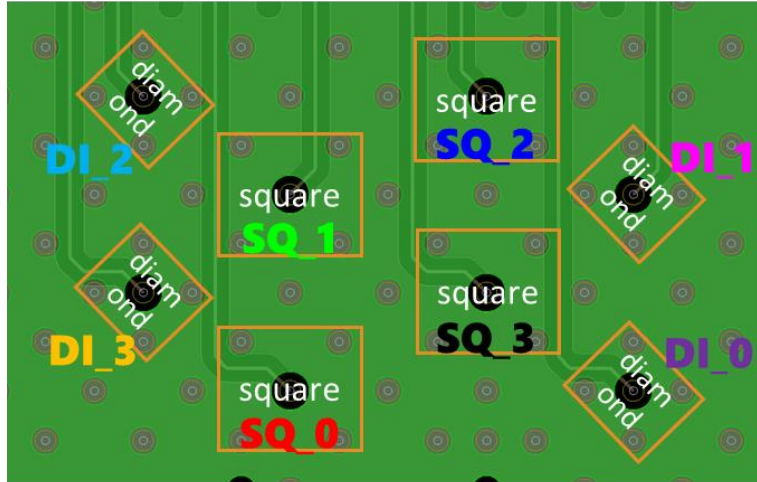 diam
ond
DI_2
square
SQ_2
diam
ond
DI_1
square
SQ_1
diam
ond
DI_3
square
SQ_3
diam
ond
DI_0
square
SQ_0